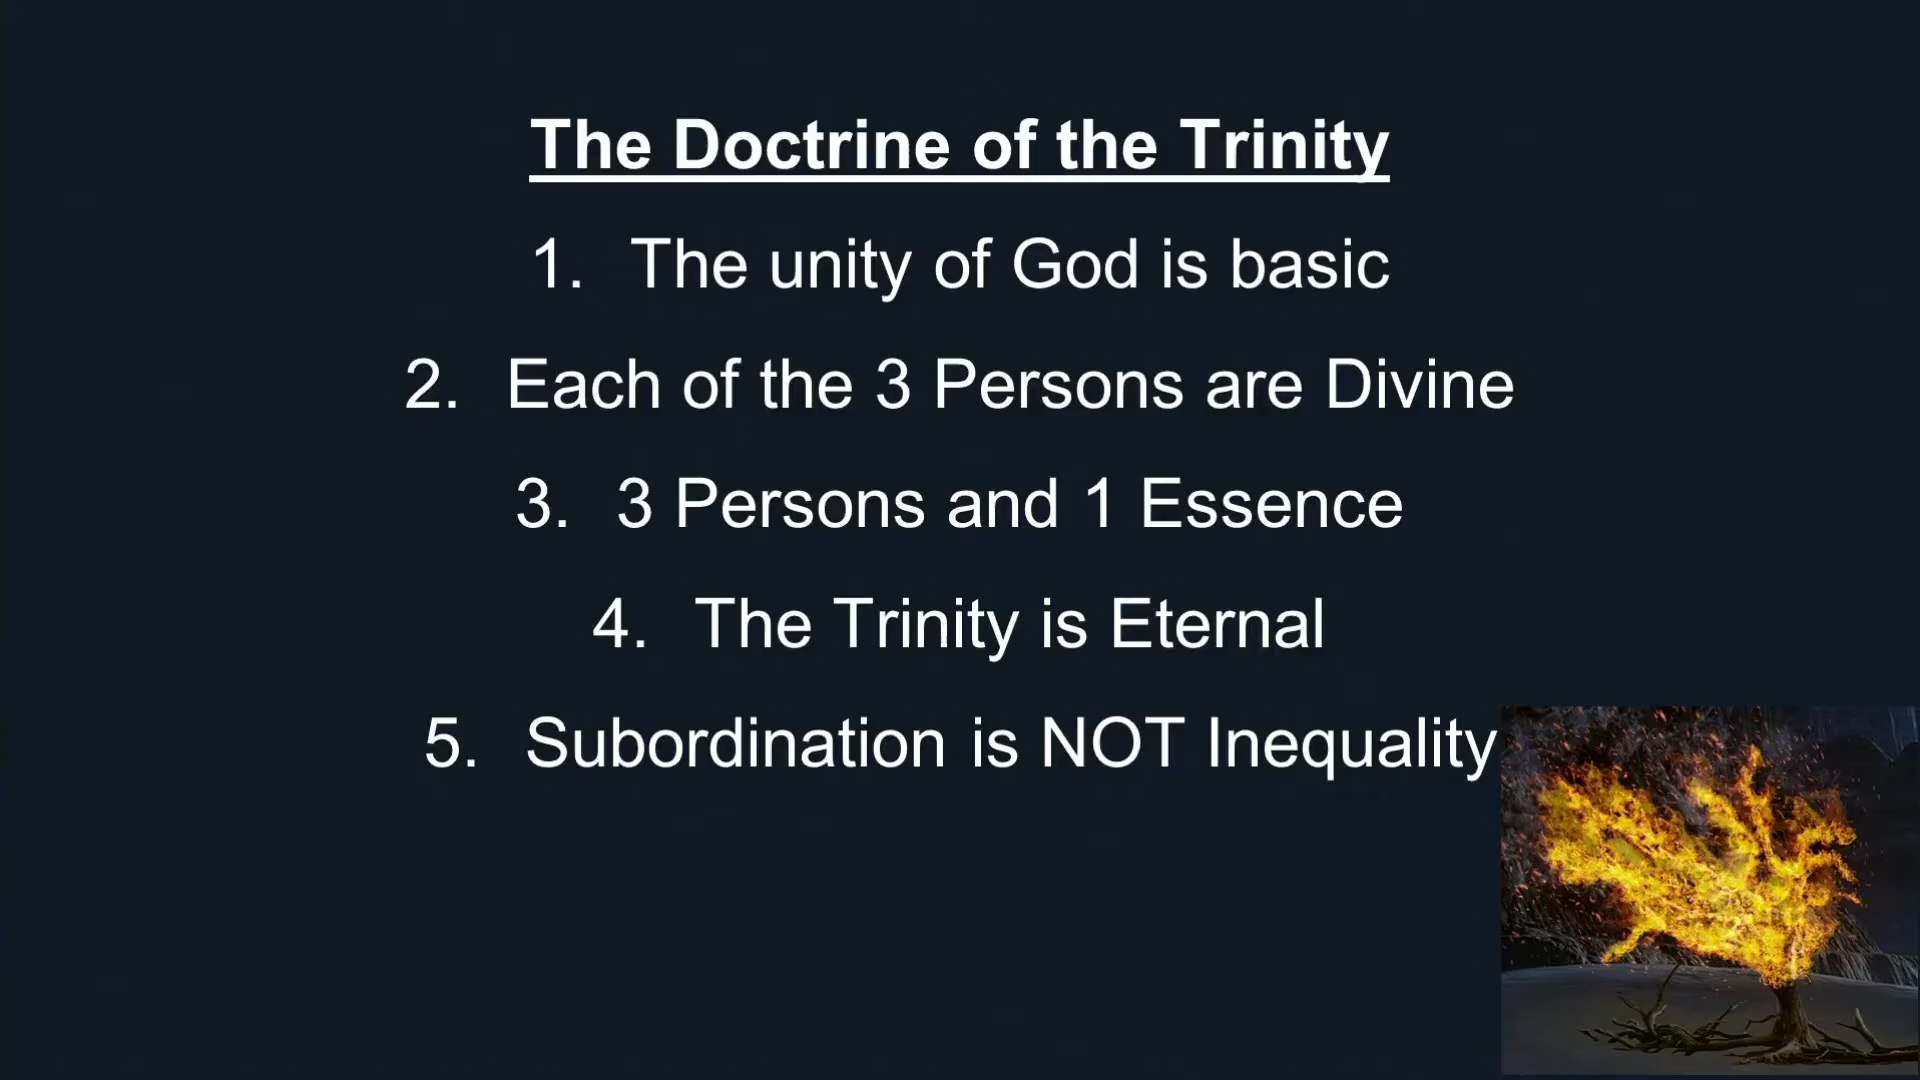 The Doctrine of the Trinity
1. The unity of God is basic
2. Each of the 3 Persons are Divine
3. 3 Persons and 1 Essence
4. The Trinity is Eternal
5. Subordination is NOT Inequality